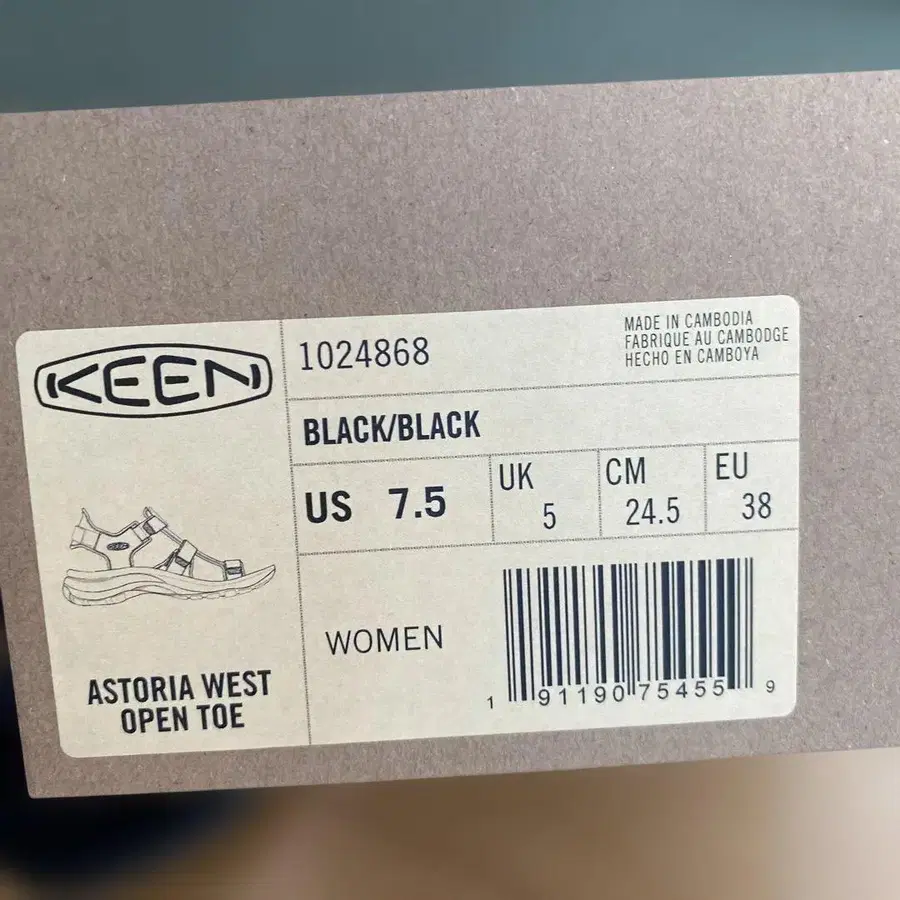 KEEN
1024868
MADE IN CAMBODIA
FABRIQUE AU CAMBODGE
HECHO EN CAMBOYA
BLACK/BLACK
US 7.5
UK 5
CM 24.5
EU 38
WOMEN
1 91190 75455 9
ASTORIA WEST
OPEN TOE